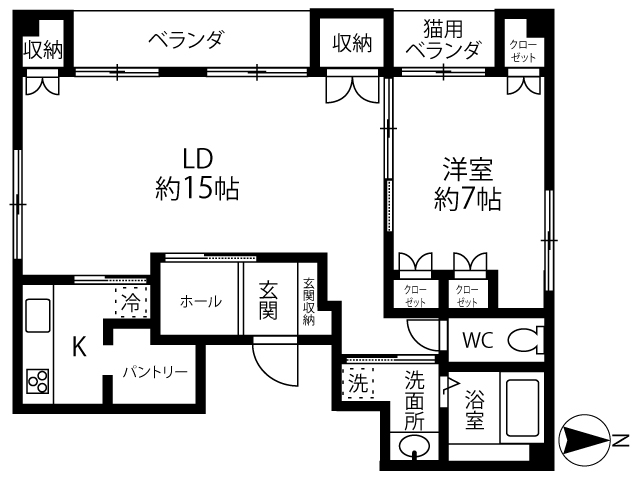 収納
ベランダ
収納
猫用
ベランダ
クロー
ゼット
LD
約15帖
洋室
約7帖
クロー
ゼット
クロー
ゼット
冷
ホール
玄関
玄関収納
K
パントリー
WC
洗
洗面所
浴室
N